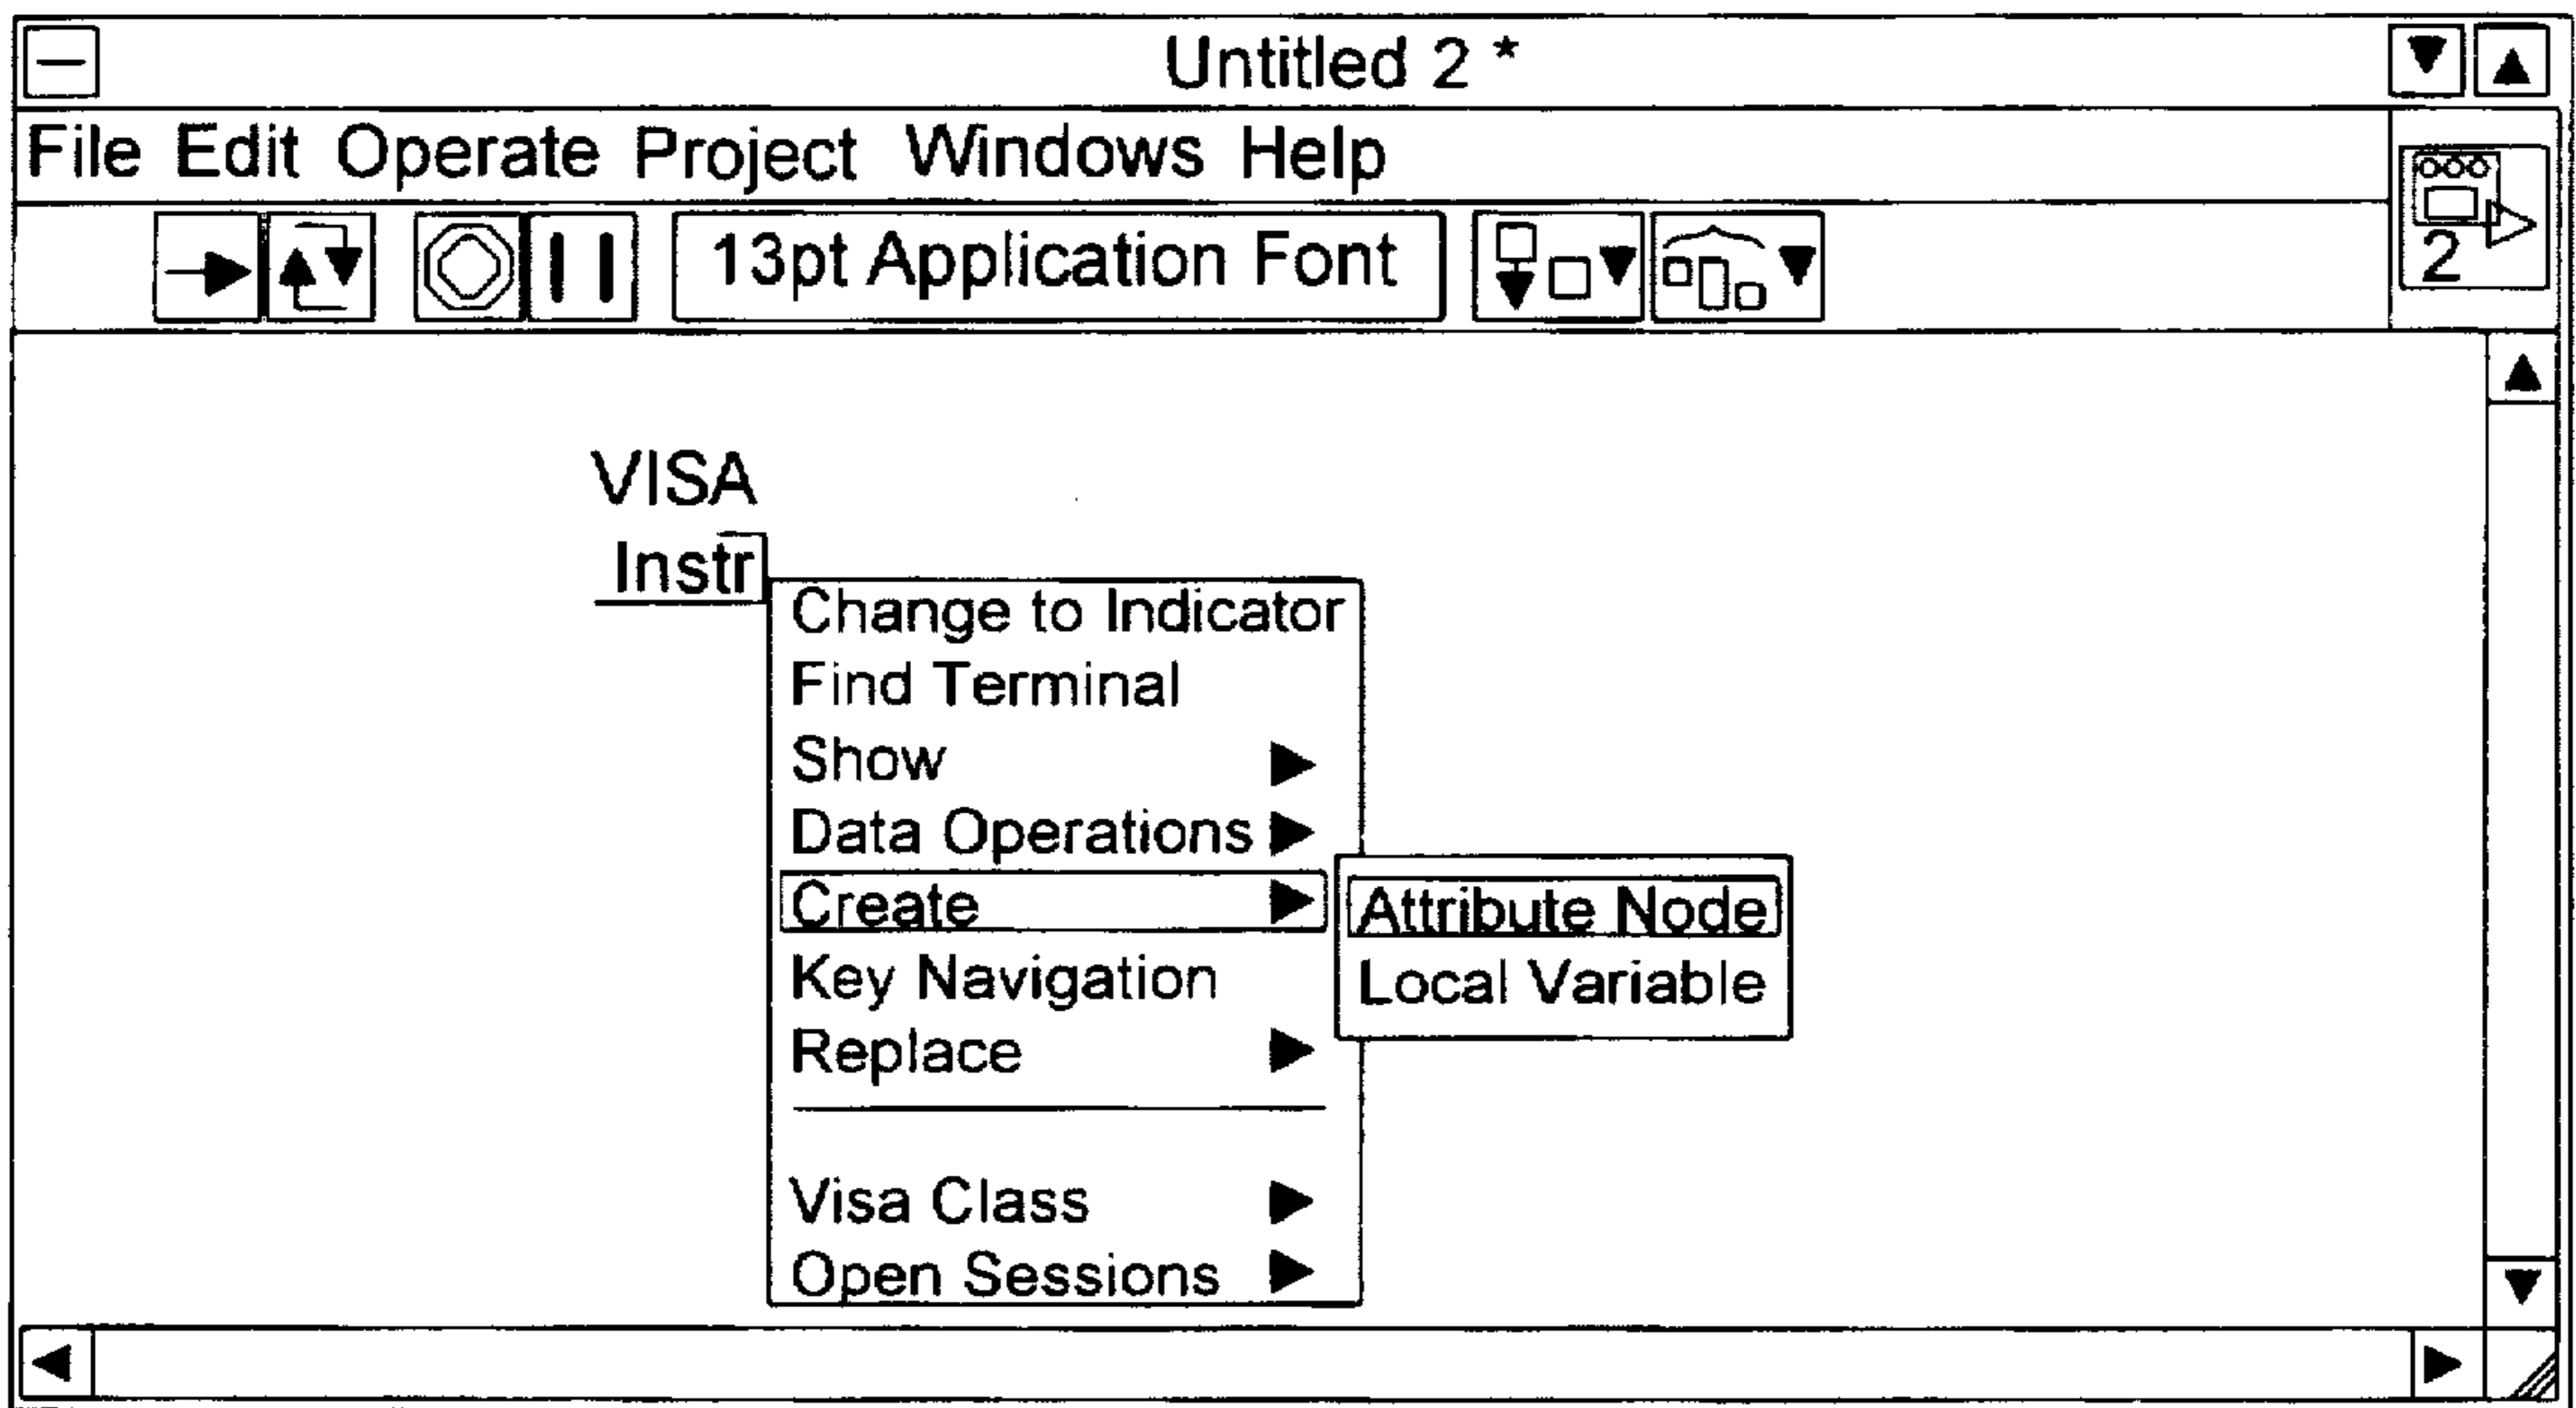 Untitled 2 *
File Edit Operate Project Windows Help
13pt Application Font
2
VISA
Instr
Change to Indicator
Find Terminal
Show
Data Operations
Create
Attribute Node
Key Navigation
Local Variable
Replace
Visa Class
Open Sessions